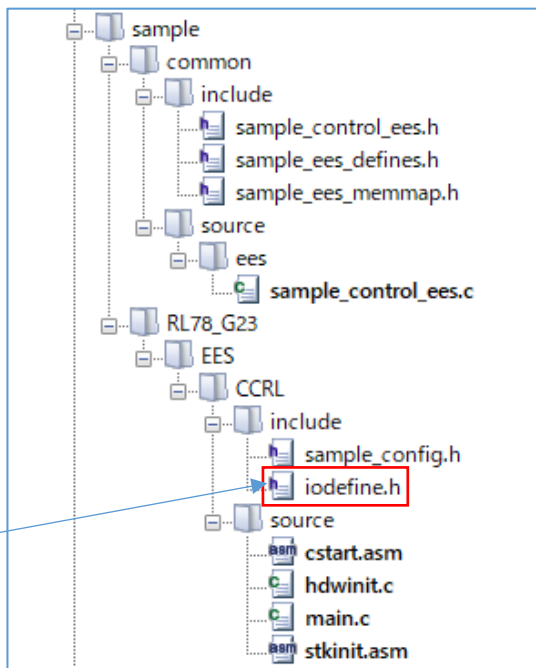 sample
common
include
sample_control_ees.h
sample_ees_defines.h
sample_ees_memmap.h
source
ees
sample_control_ees.c
RL78_G23
EES
CCRL
include
sample_config.h
iodefine.h
source
cstart.asm
hdwinit.c
main.c
stkinit.asm